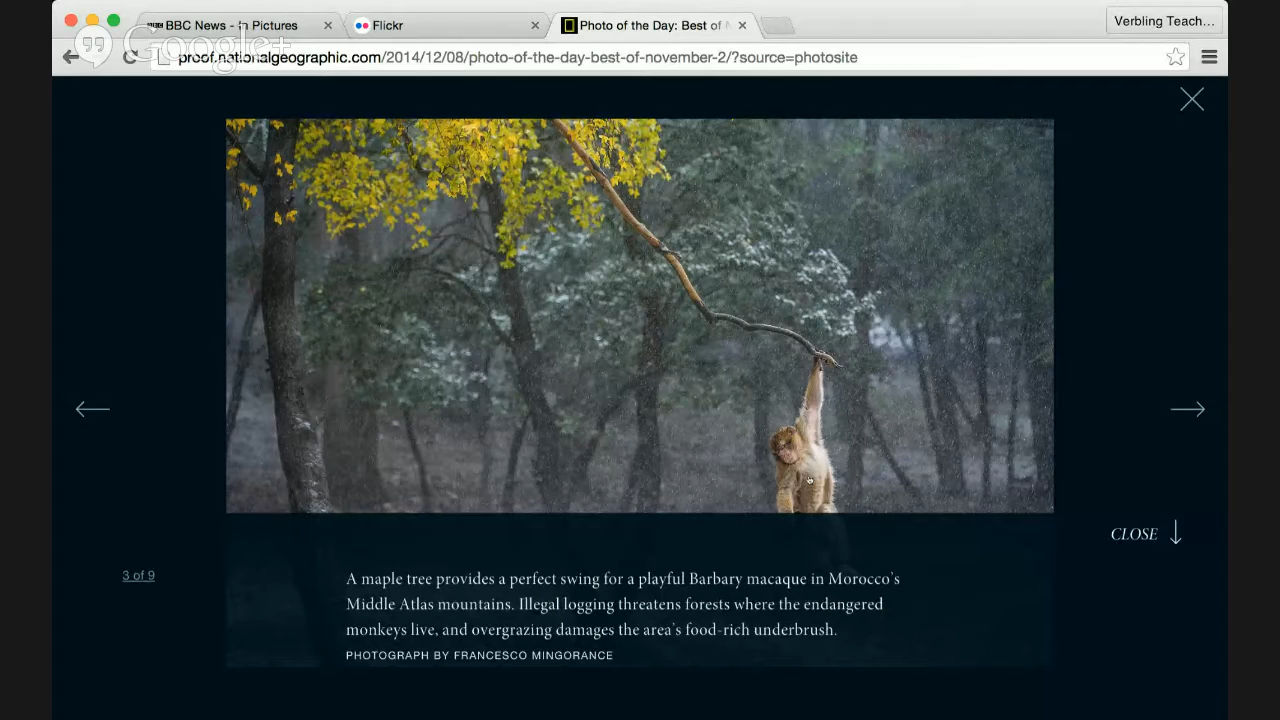 BBC News - In Pictures
Flickr
Photo of the Day: Best of N
Verbling Teach...
Google+
proof.nationalgeographic.com/2014/12/08/photo-of-the-day-best-of-november-2/?source=photosite
CLOSE
3 of 9
A maple tree provides a perfect swing for a playful Barbary macaque in Morocco's
Middle Atlas mountains. Illegal logging threatens forests where the endangered
monkeys live, and overgrazing damages the area's food-rich underbrush.
PHOTOGRAPH BY FRANCESCO MINGORANCE